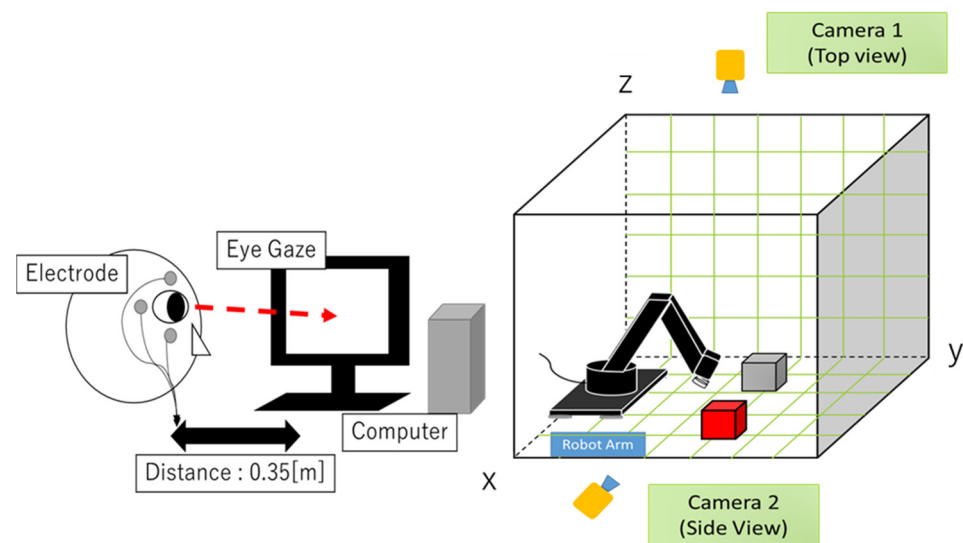 Camera 1
(Top view)
Z
Eye Gaze
Electrode
y
Computer
Robot Arm
Distance : 0.35[m]
X
Camera 2
(Side View)